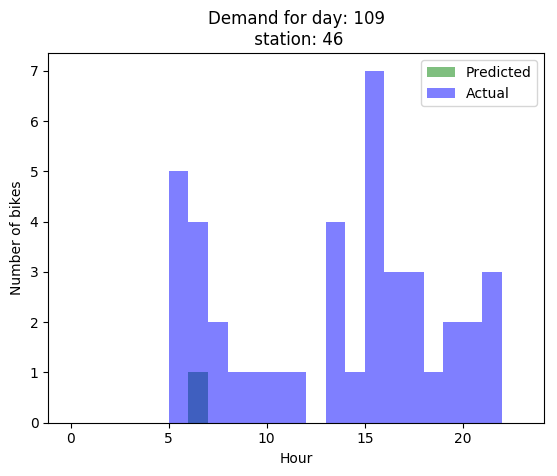 Demand for day: 109
station: 46
Predicted
Actual
Number of bikes
7
6
5
4
3
2
1
0
0 5 10 15 20
Hour